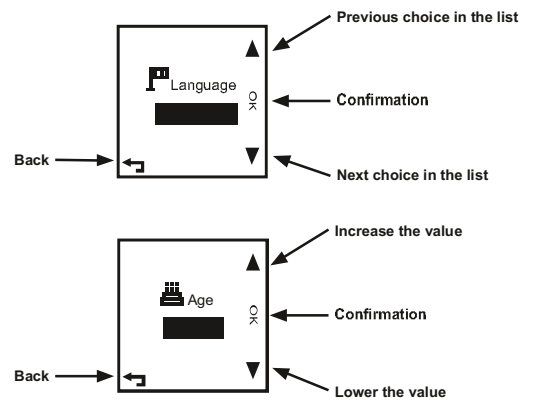 Previous choice in the list
Language
OK
Confirmation
Back
Next choice in the list
Increase the value
Age
OK
Confirmation
Back
Lower the value